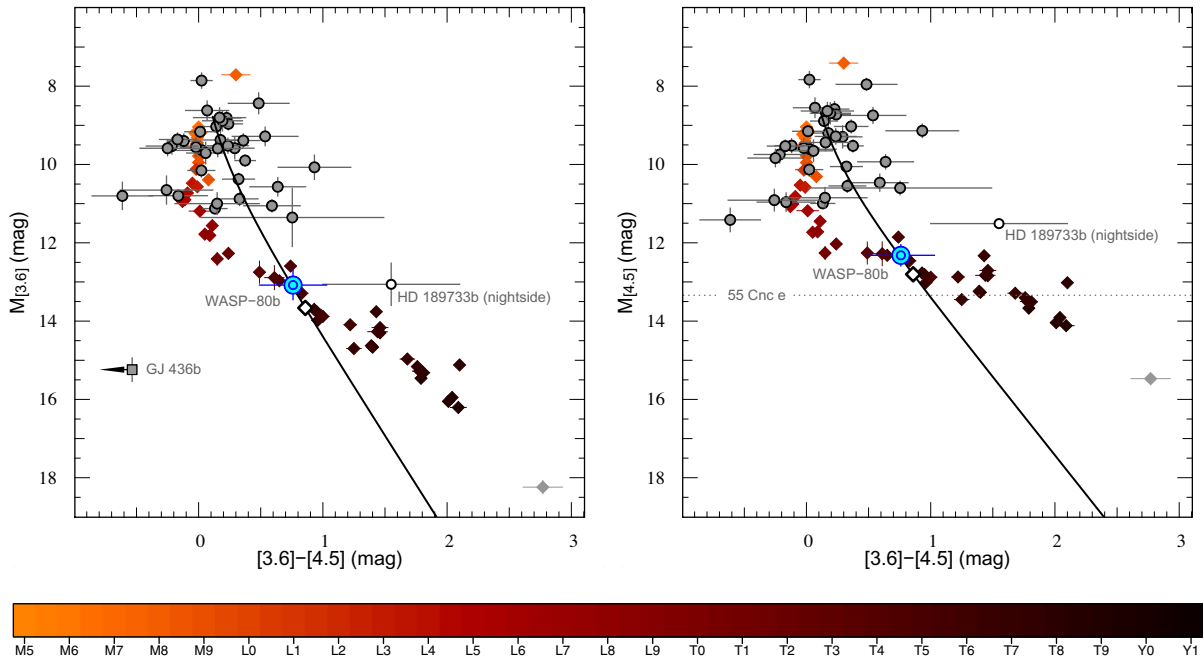 8
10
12
14
16
18
M[3.6] (mag)
WASP−80b
HD 189733b (nightside)
GJ 436b
0
1
2
3
[3.6]−[4.5] (mag)
8
10
12
14
16
18
M[4.5] (mag)
HD 189733b (nightside)
WASP−80b
55 Cnc e
0
1
2
3
[3.6]−[4.5] (mag)
M5 M6 M7 M8 M9 L0 L1 L2 L3 L4 L5 L6 L7 L8 L9 T0 T1 T2 T3 T4 T5 T6 T7 T8 T9 Y0 Y1